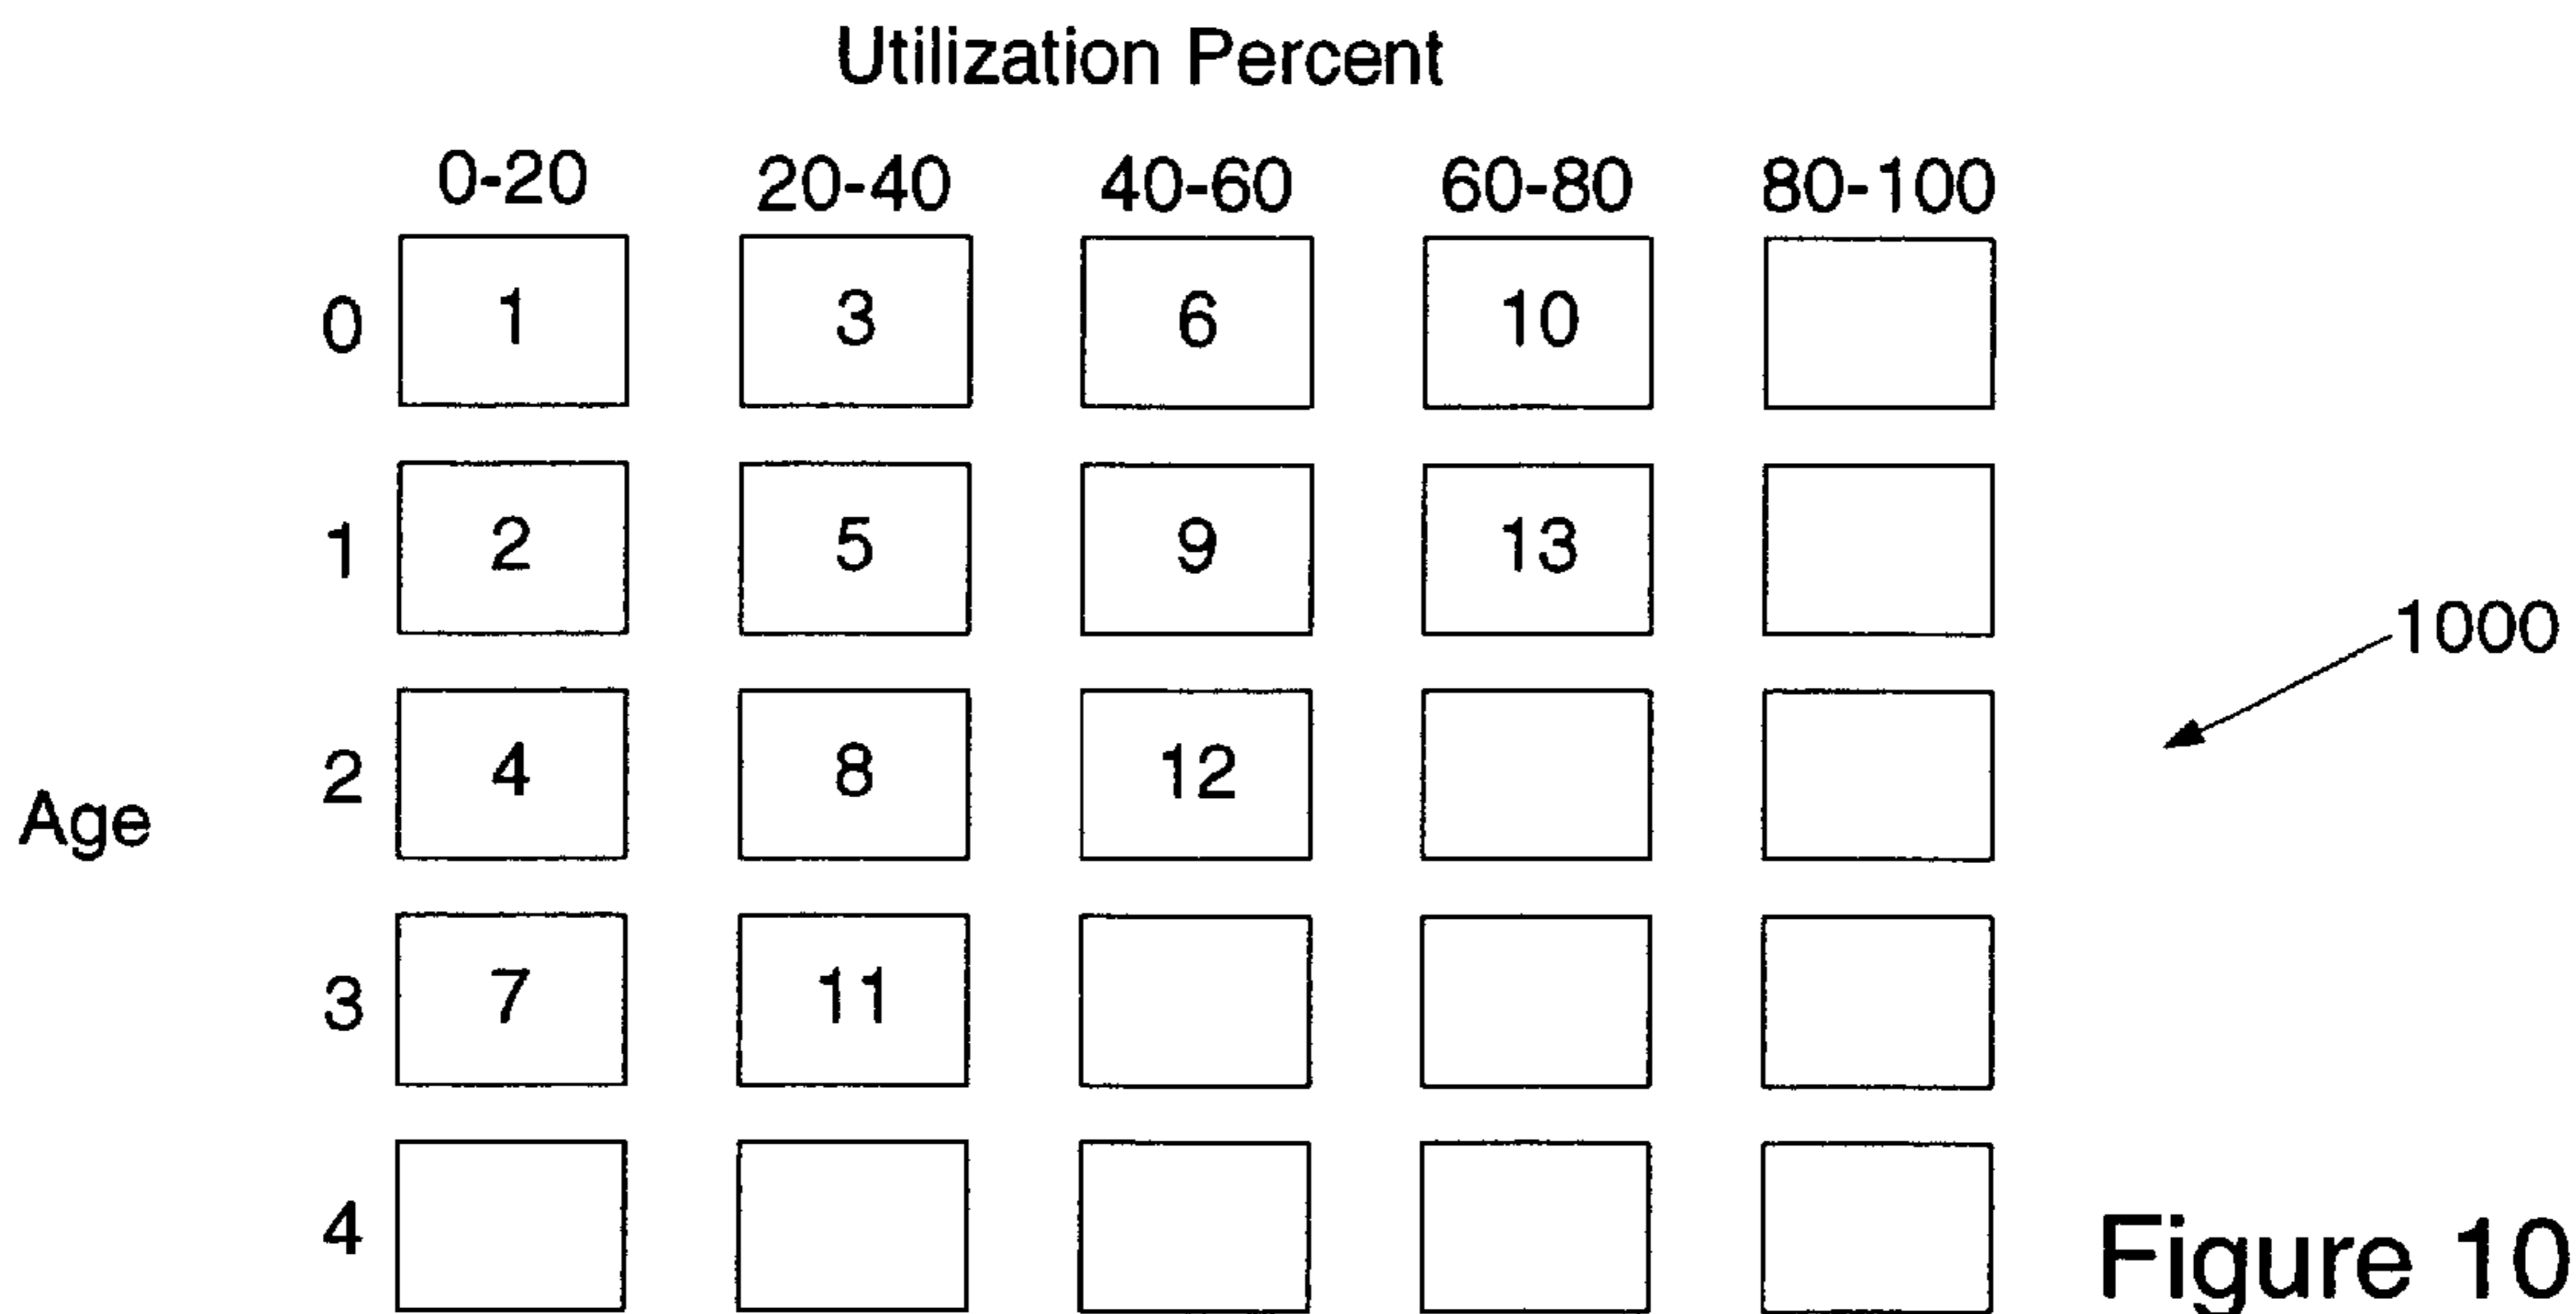 Utilization Percent
0-20 20-40 40-60 60-80 80-100
0 1 3 6 10
1 2 5 9 13
1000
2 4 8 12
Age
3 7 11
4
Figure 10